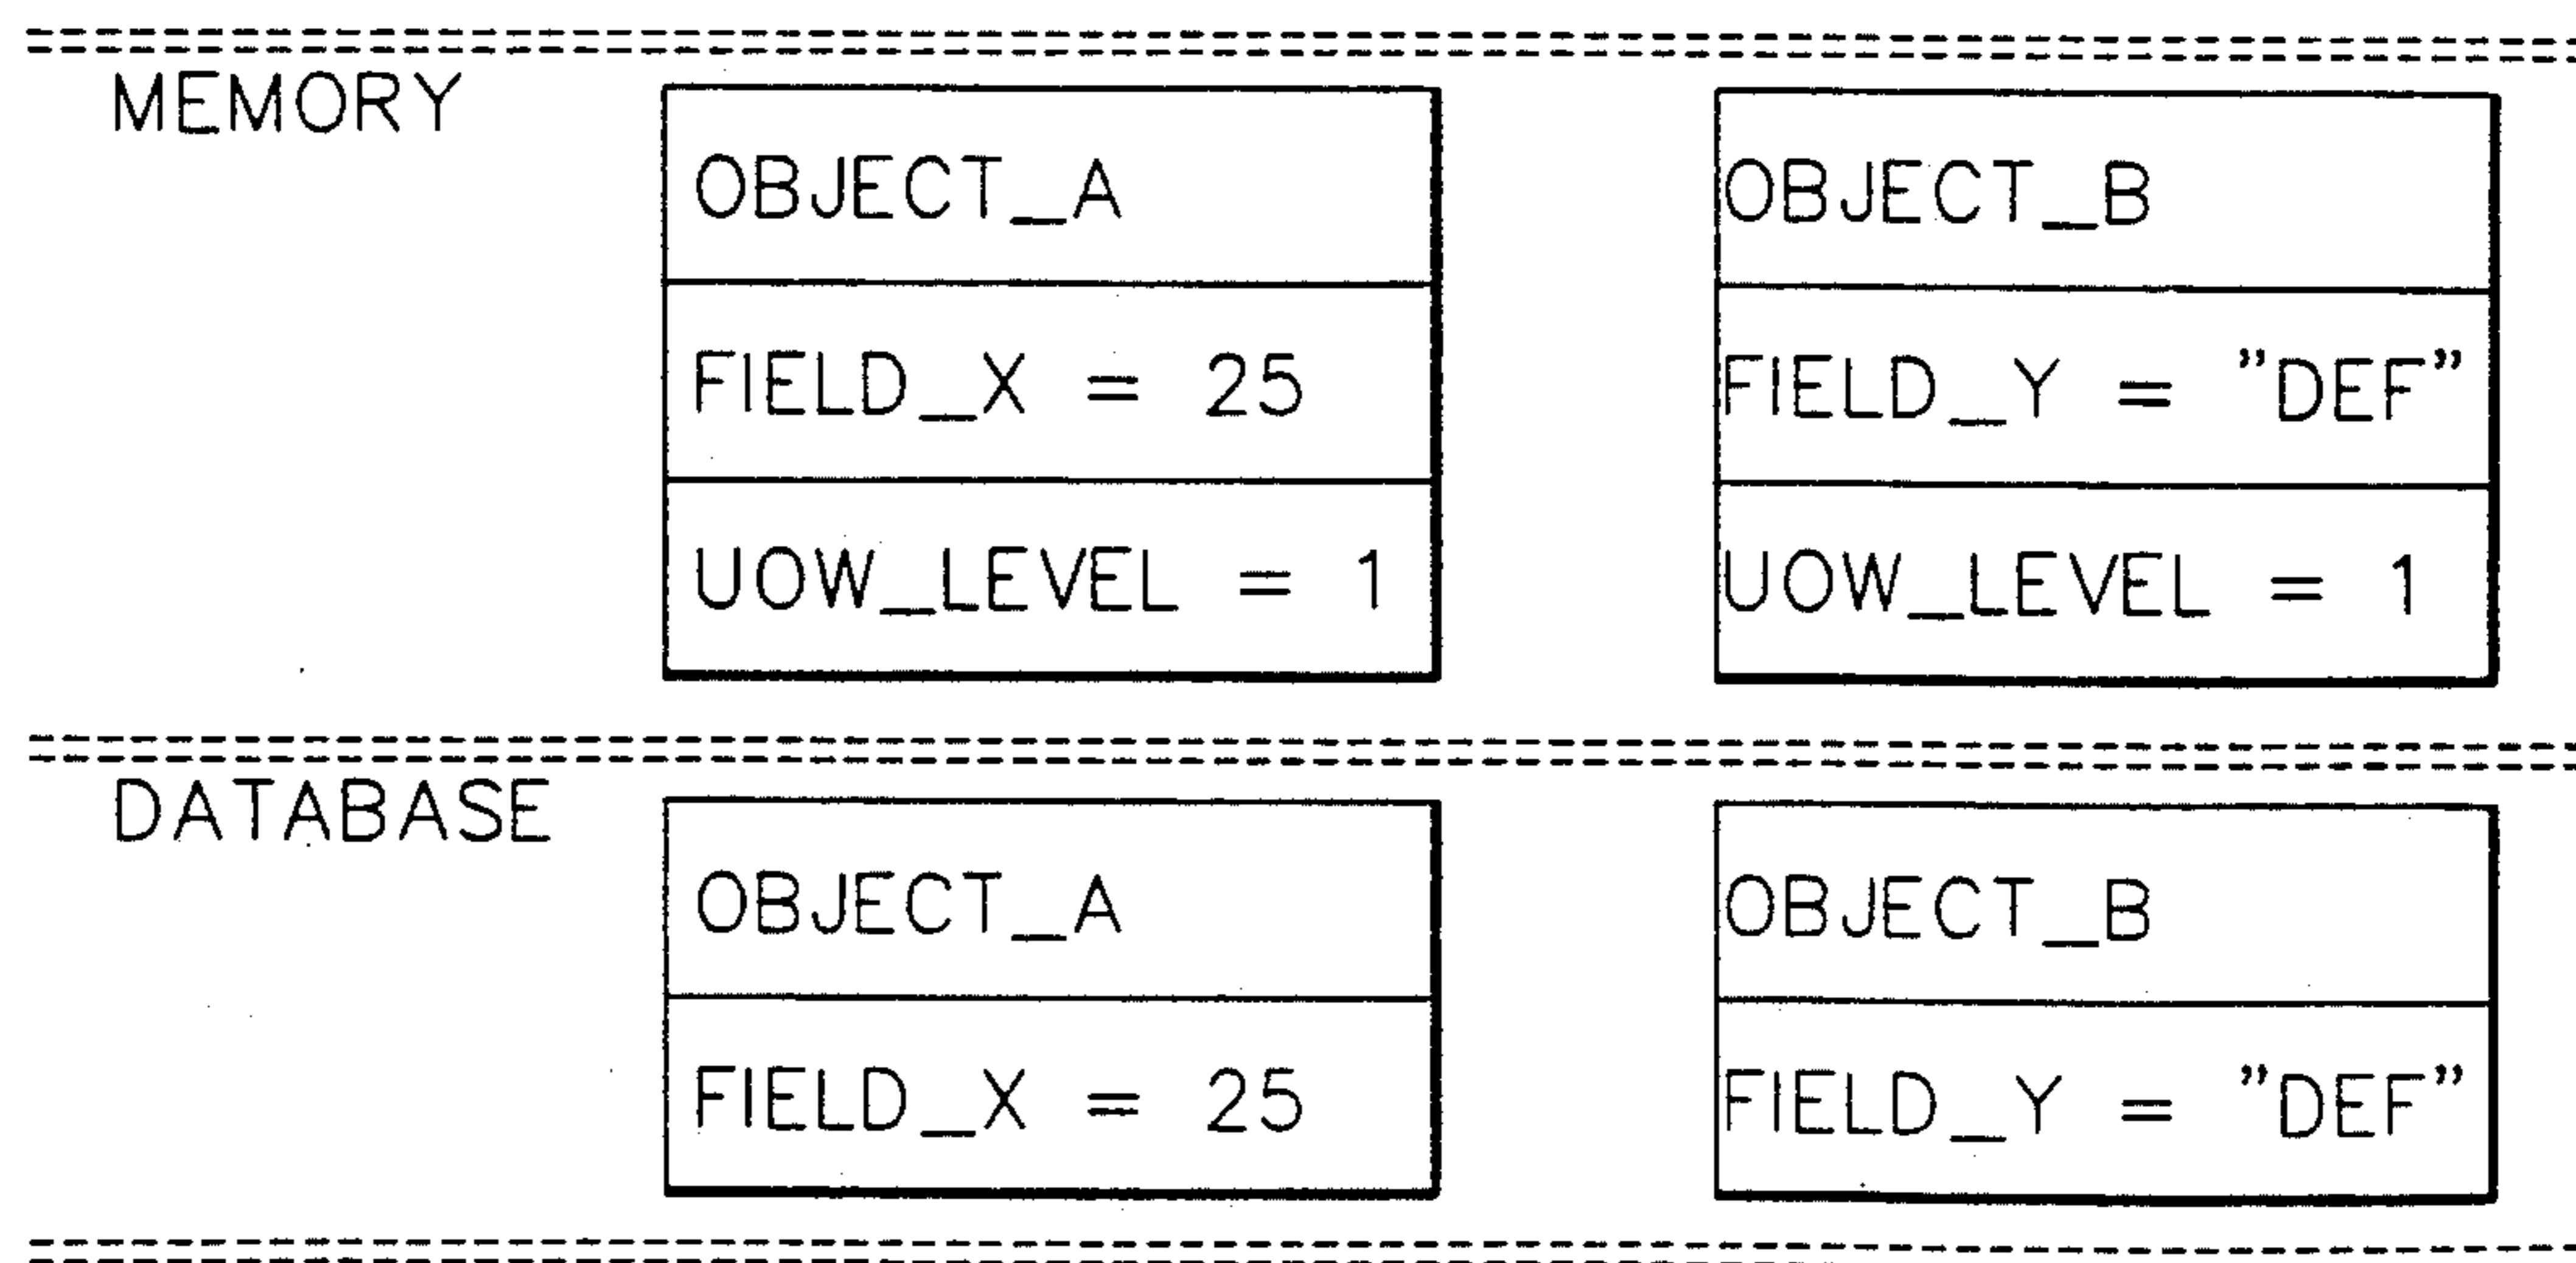 MEMORY
OBJECT_A
FIELD_X = 25
UOW_LEVEL = 1
OBJECT_B
FIELD_Y = ”DEF”
UOW_LEVEL = 1
DATABASE
OBJECT_A
FIELD_X = 25
OBJECT_B
FIELD_Y = ”DEF”